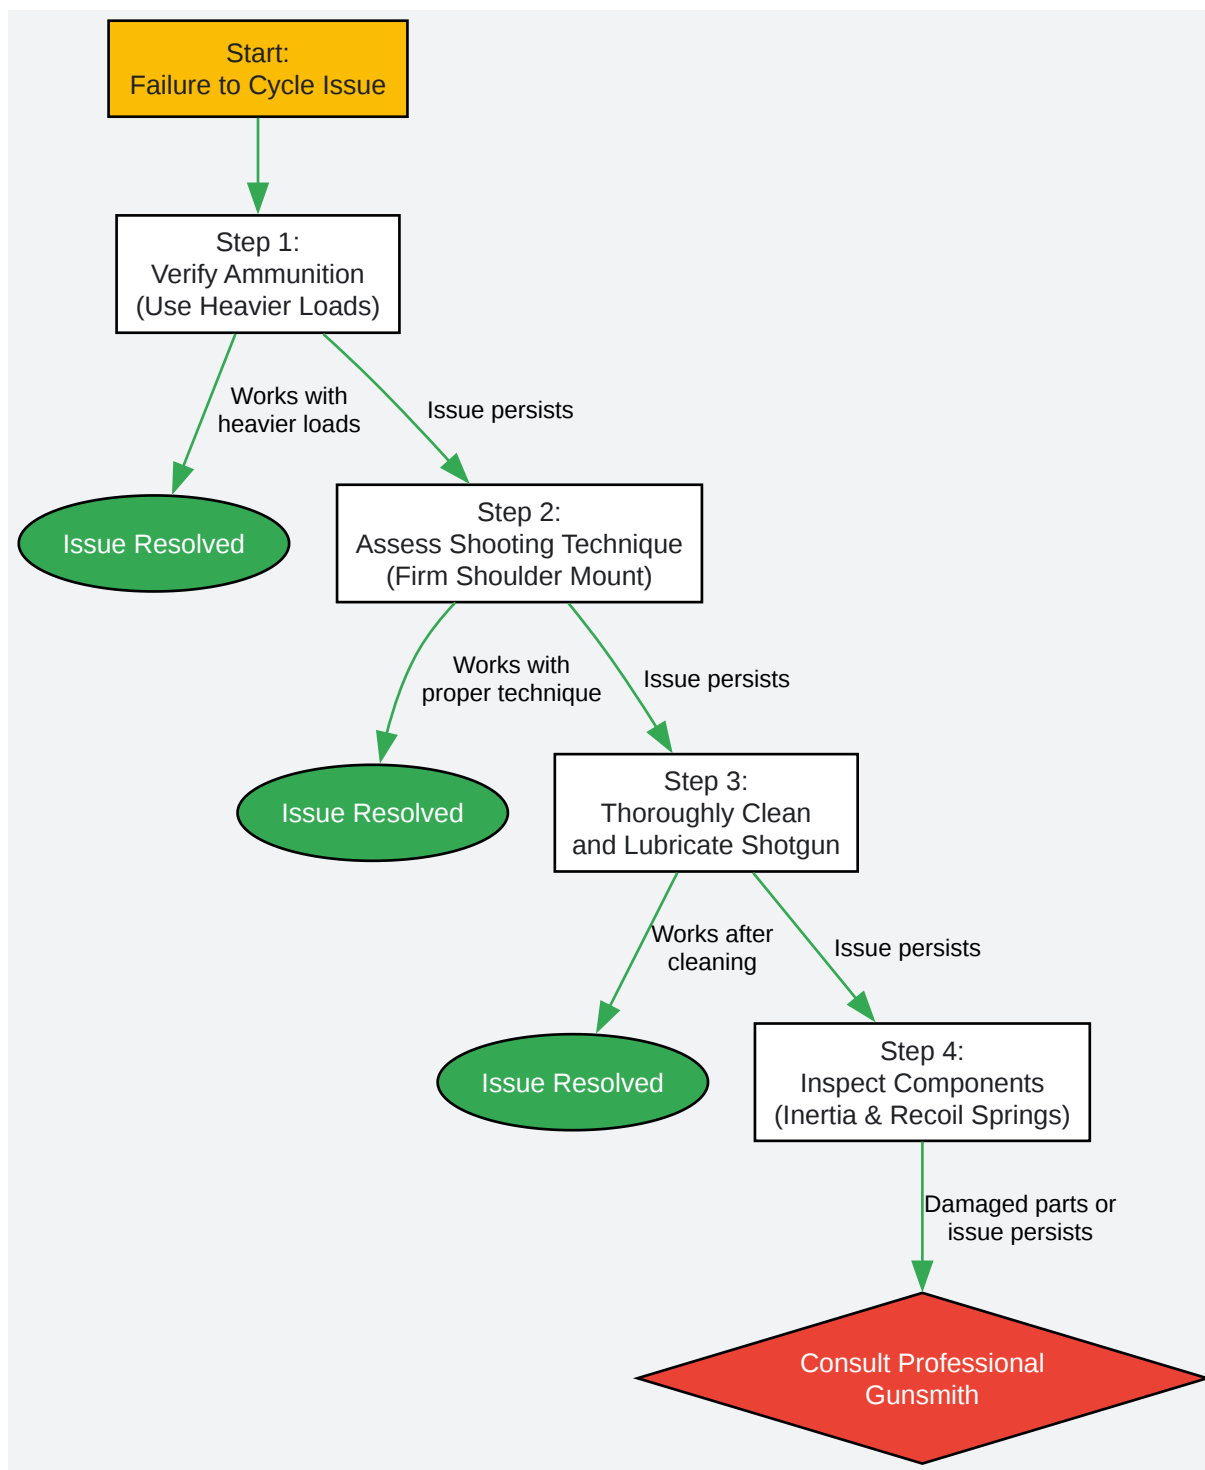 Start:
Failure to Cycle Issue
Step 1:
Verify Ammunition
(Use Heavier Loads)
Works with
heavier loads
Issue persists
Issue Resolved
Step 2:
Assess Shooting Technique
(Firm Shoulder Mount)
Works with
proper technique
Issue persists
Issue Resolved
Step 3:
Thoroughly Clean
and Lubricate Shotgun
Works after
cleaning
Issue persists
Issue Resolved
Step 4:
Inspect Components
(Inertia & Recoil Springs)
Damaged parts or
issue persists
Consult Professional
Gunsmith